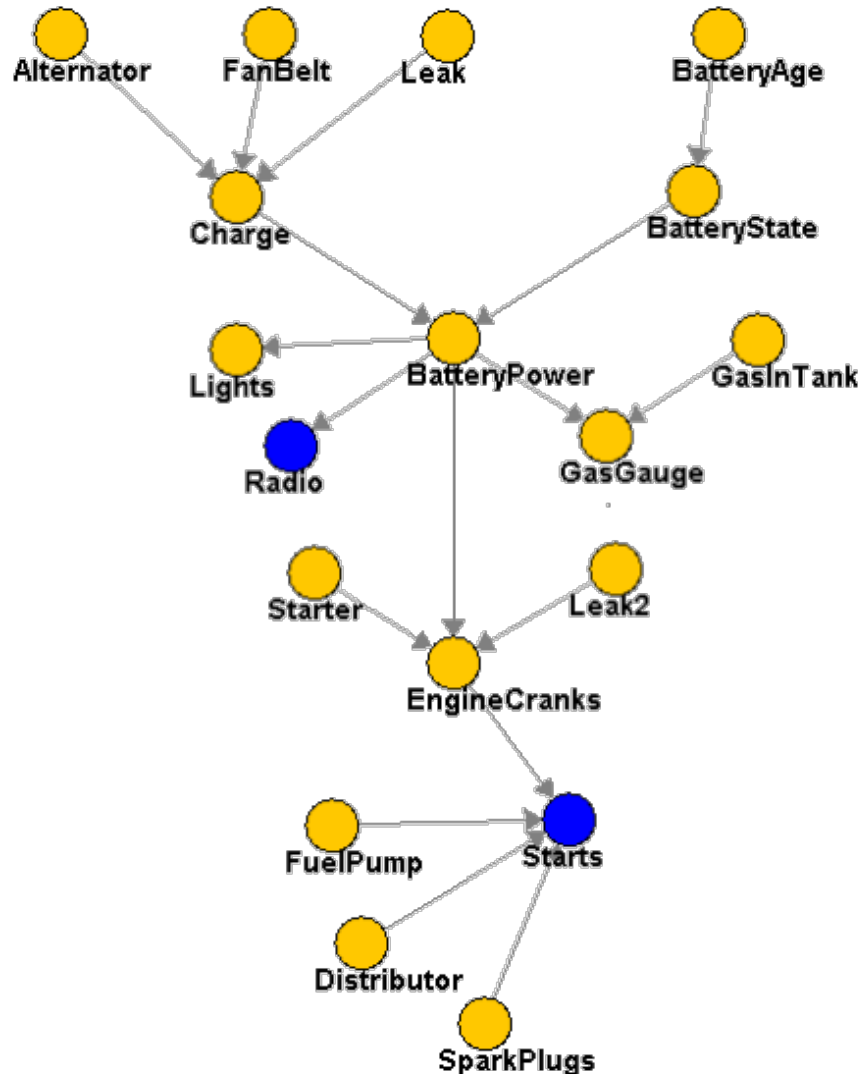 Alternator
FanBelt
Leak
BatteryAge
Charge
BatteryState
Lights
BatteryPower
GasInTank
Radio
GasGauge
Starter
Leak2
EngineCranks
FuelPump
Starts
Distributor
SparkPlugs